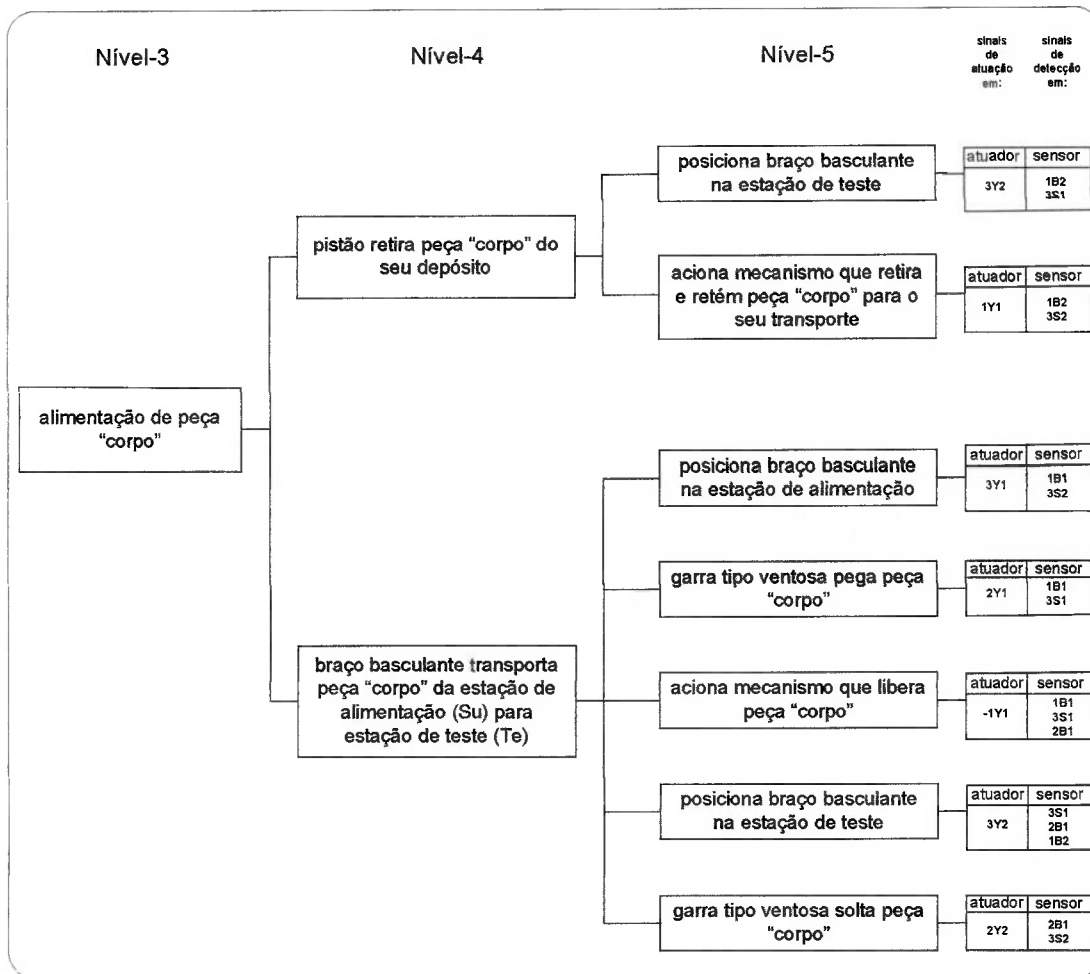 Nível-3
Nível-4
Nível-5
sinais
de
atuação
em:
sinais
de
detecção
em:
posiciona braço basculante
na estação de teste
atuador sensor
3Y2
1B2
3S1
pistão retira peça “corpo” do
seu depósito
aciona mecanismo que retira
e retém peça “corpo” para o
seu transporte
atuador sensor
1Y1
1B2
3S2
alimentação de peça
“corpo”
posiciona braço basculante
na estação de alimentação
atuador sensor
3Y1
1B1
3S2
garra tipo ventosa pega peça
“corpo”
atuador sensor
2Y1
1B1
3S1
braço basculante transporta
peça “corpo” da estação de
alimentação (Su) para
estação de teste (Te)
aciona mecanismo que libera
peça “corpo”
atuador sensor
-1Y1
1B1
3S1
2B1
posiciona braço basculante
na estação de teste
atuador sensor
3Y2
3S1
2B1
1B2
garra tipo ventosa solta peça
“corpo”
atuador sensor
2Y2
2B1
3S2